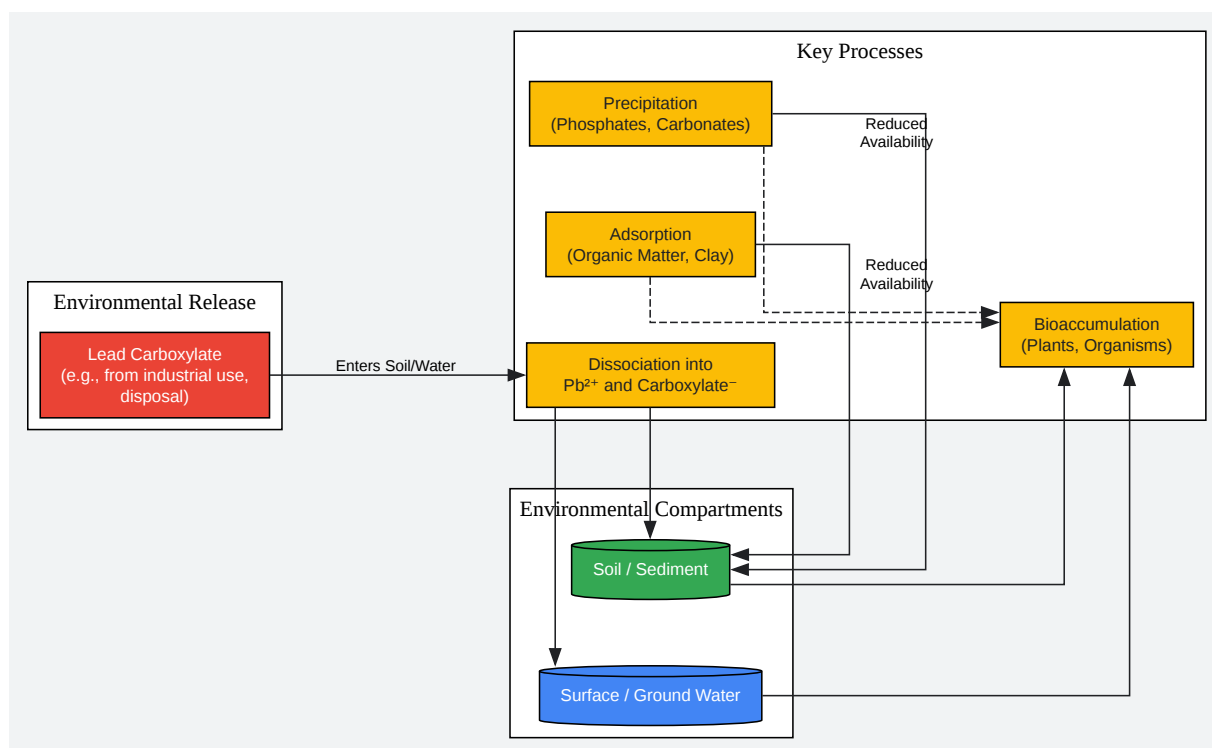 Key Processes
Precipitation
(Phosphates, Carbonates)
Reduced
Availability
Adsorption
(Organic Matter, Clay)
Reduced
Availability
Environmental Release
Lead Carboxylate
(e.g., from industrial use,
disposal)
Enters Soil/Water
Dissociation into
Pb²⁺ and Carboxylate⁻
Bioaccumulation
(Plants, Organisms)
Environmental Compartments
Soil / Sediment
Surface / Ground Water